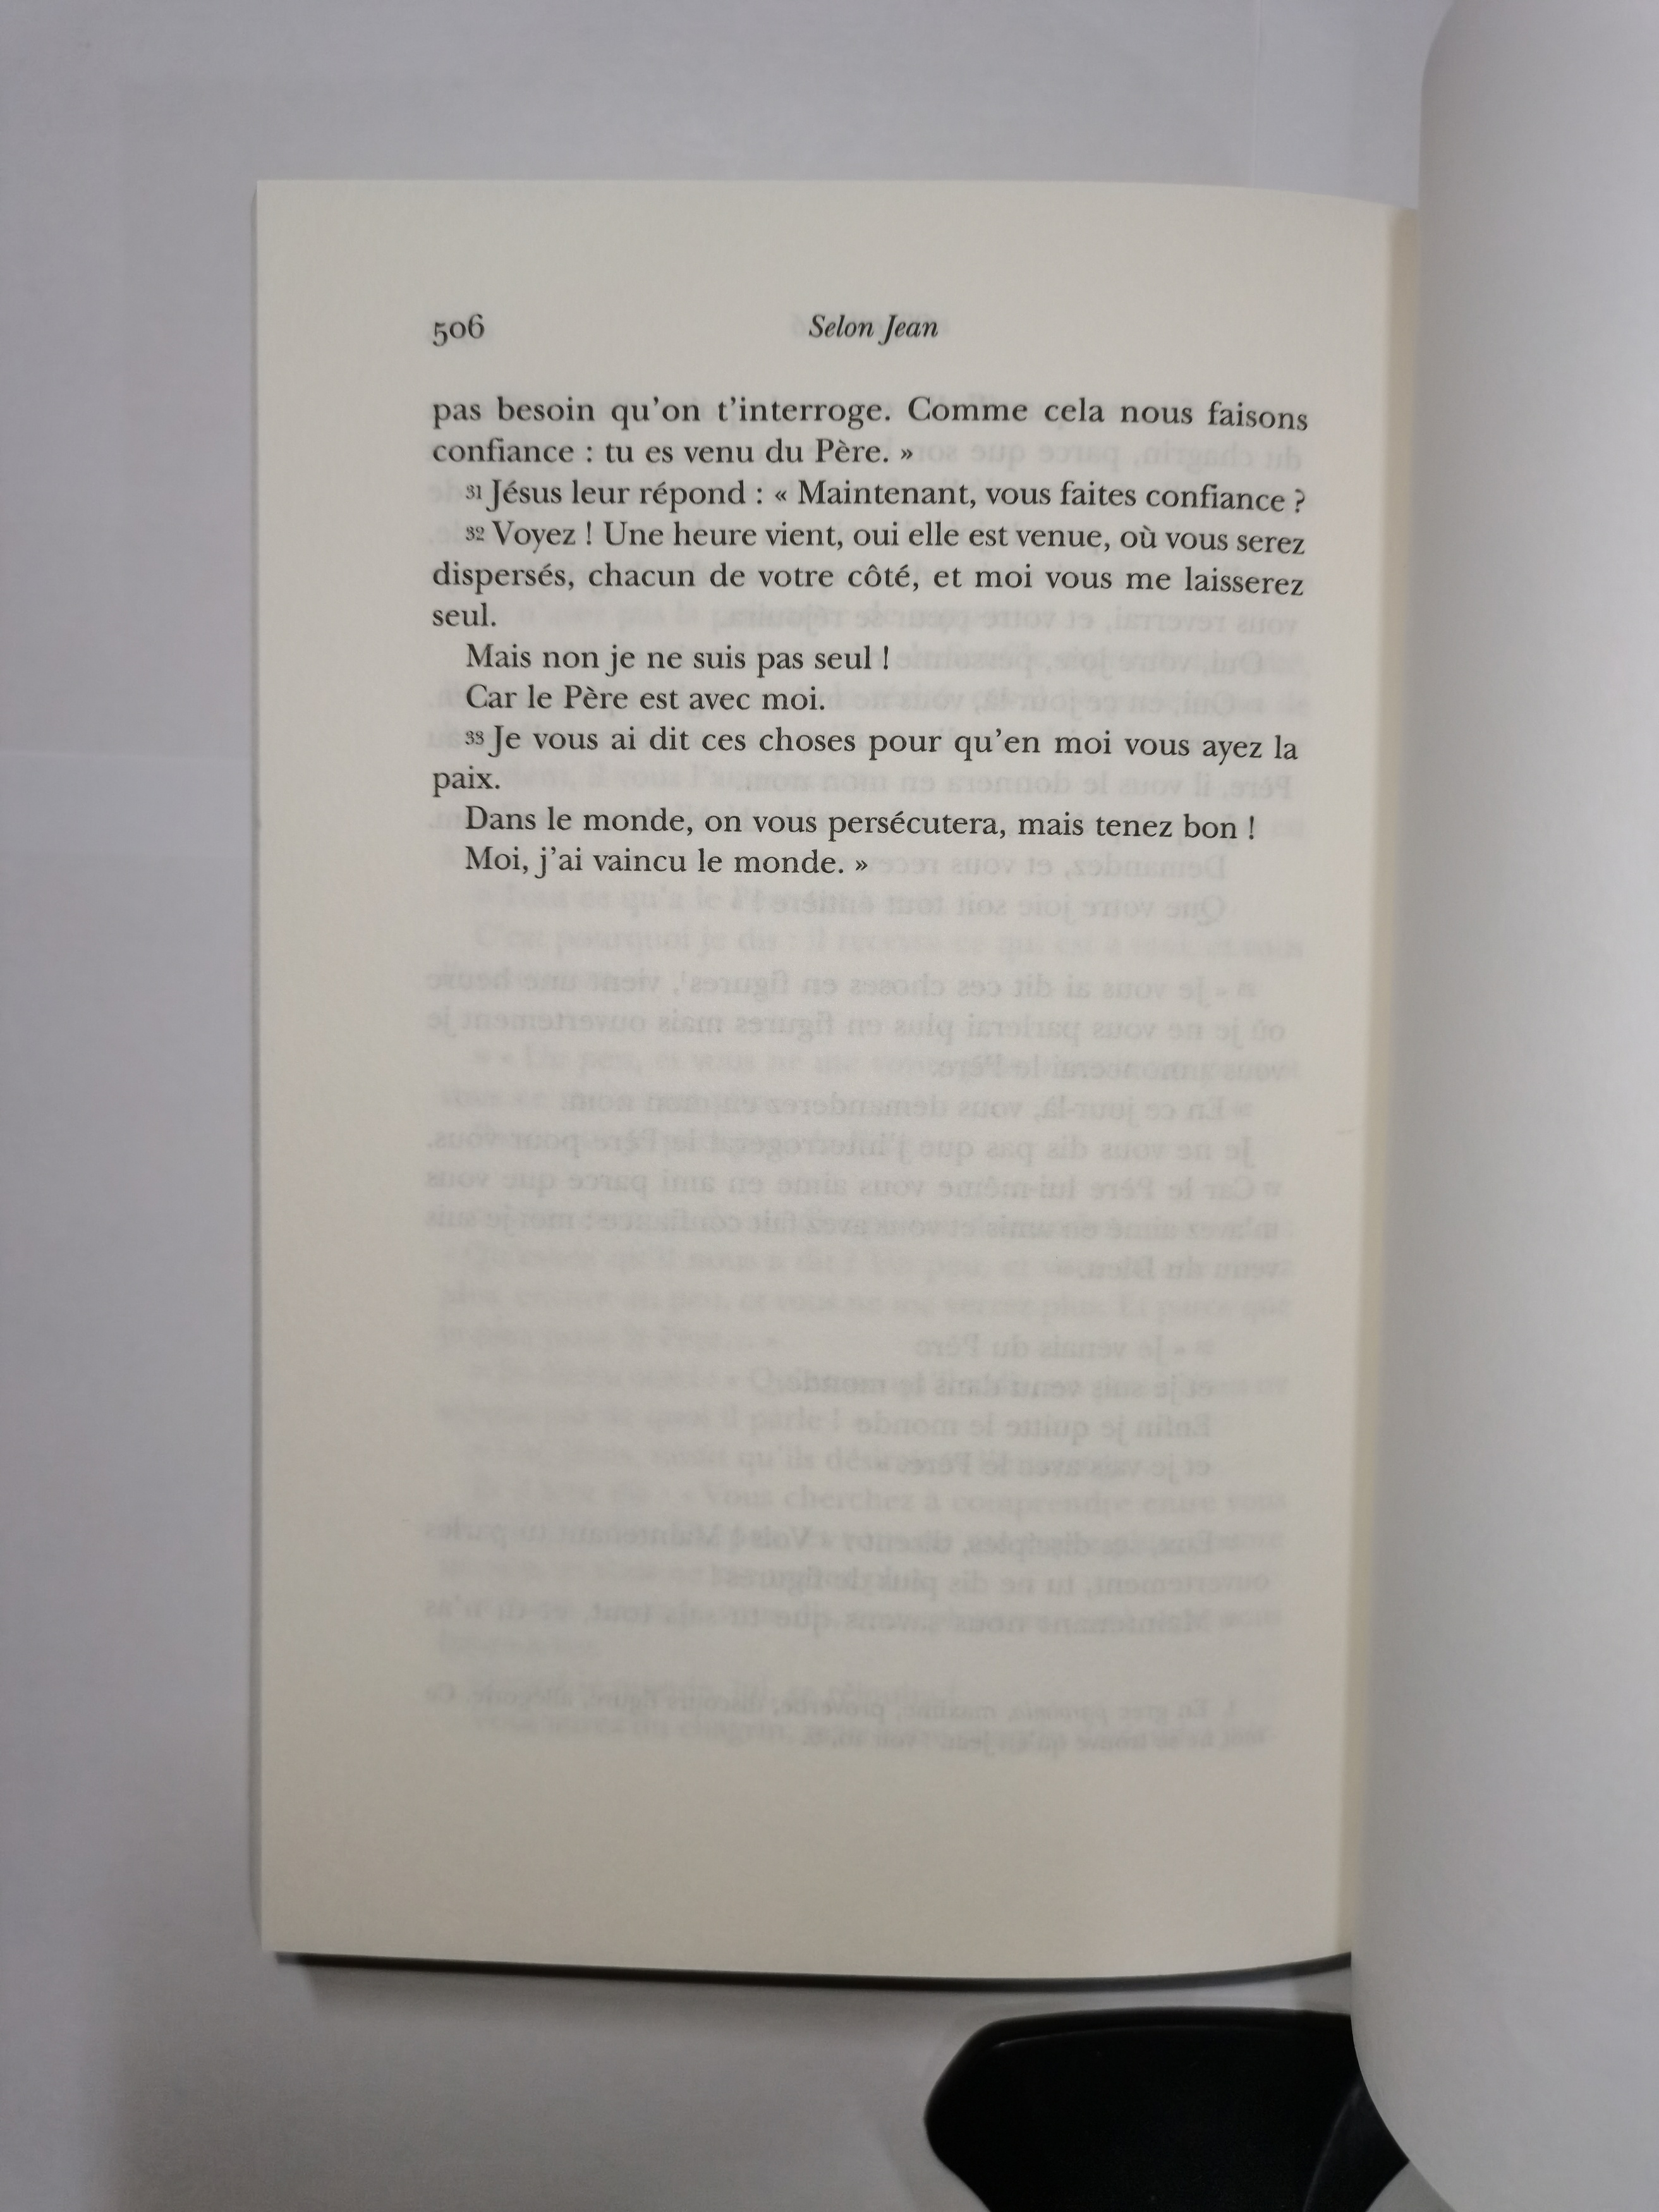 506 Selon Jean
pas besoin qu'on t'interroge. Comme cela nous faisons
confiance : tu es venu du Père. »
31 Jésus leur répond : « Maintenant, vous faites confiance ?
32 Voyez ! Une heure vient, oui elle est venue, où vous serez
dispersés, chacun de votre côté, et moi vous me laisserez
seul.
Mais non je ne suis pas seul !
Car le Père est avec moi.
33 Je vous ai dit ces choses pour qu'en moi vous ayez la
paix.
Dans le monde, on vous persécutera, mais tenez bon !
Moi, j'ai vaincu le monde. »